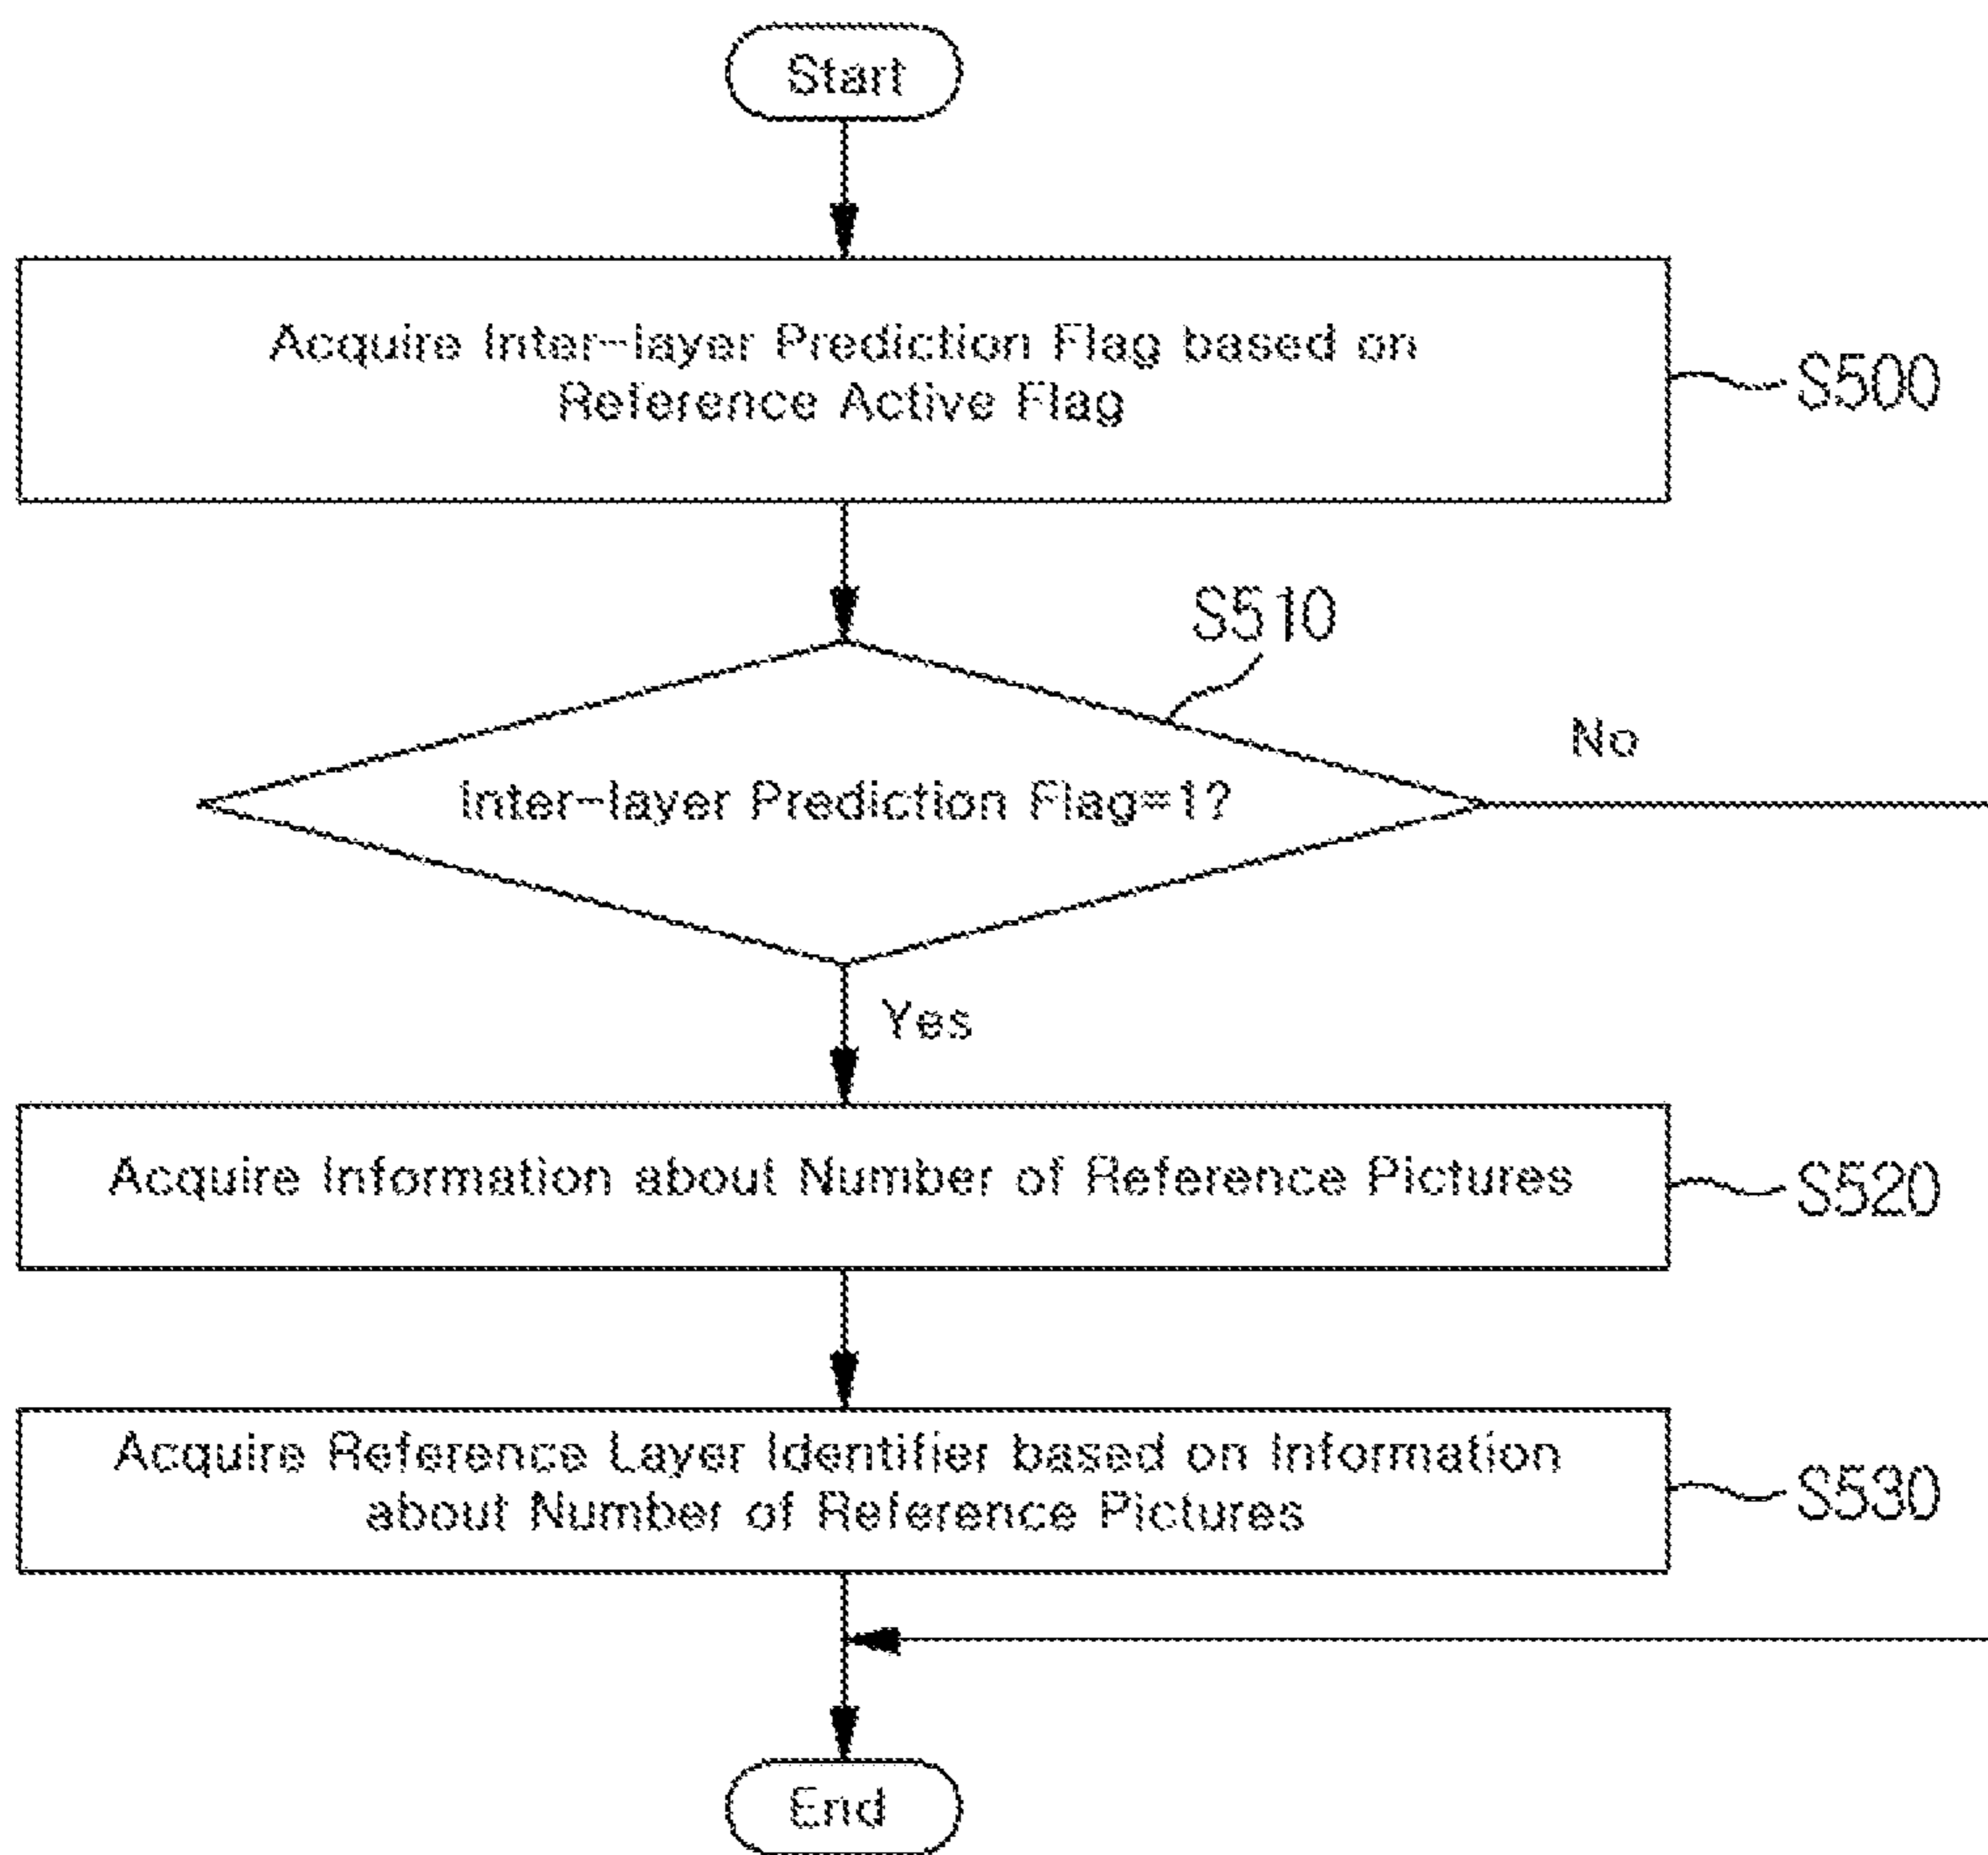 Start
Acquire Inter-layer Prediction Flag based on
Reference Active Flag
S500
S510
No
Inter-layer Prediction Flag=1?
Yes
Acquire Information about Number of Reference Pictures
S520
Acquire Reference Layer Identifier based on Information
about Number of Reference Pictures
S530
End